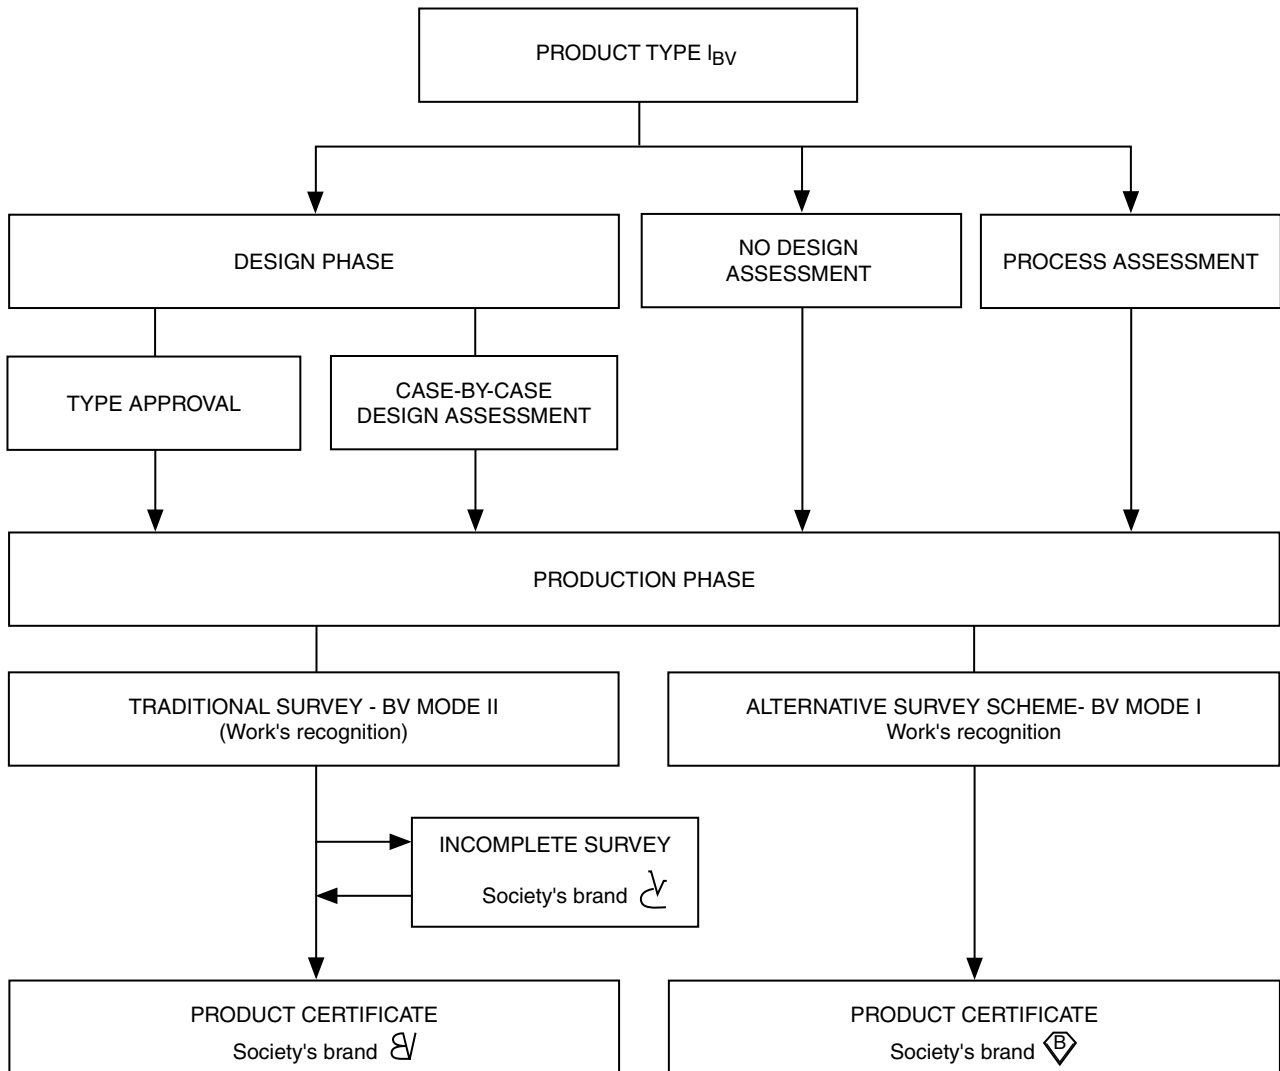 PRODUCT TYPE IBV
DESIGN PHASE
NO DESIGN
ASSESSMENT
PROCESS ASSESSMENT
TYPE APPROVAL
CASE-BY-CASE
DESIGN ASSESSMENT
PRODUCTION PHASE
TRADITIONAL SURVEY - BV MODE II
(Work's recognition)
ALTERNATIVE SURVEY SCHEME- BV MODE I
Work's recognition
INCOMPLETE SURVEY
Society's brand
PRODUCT CERTIFICATE
Society's brand
PRODUCT CERTIFICATE
Society's brand B